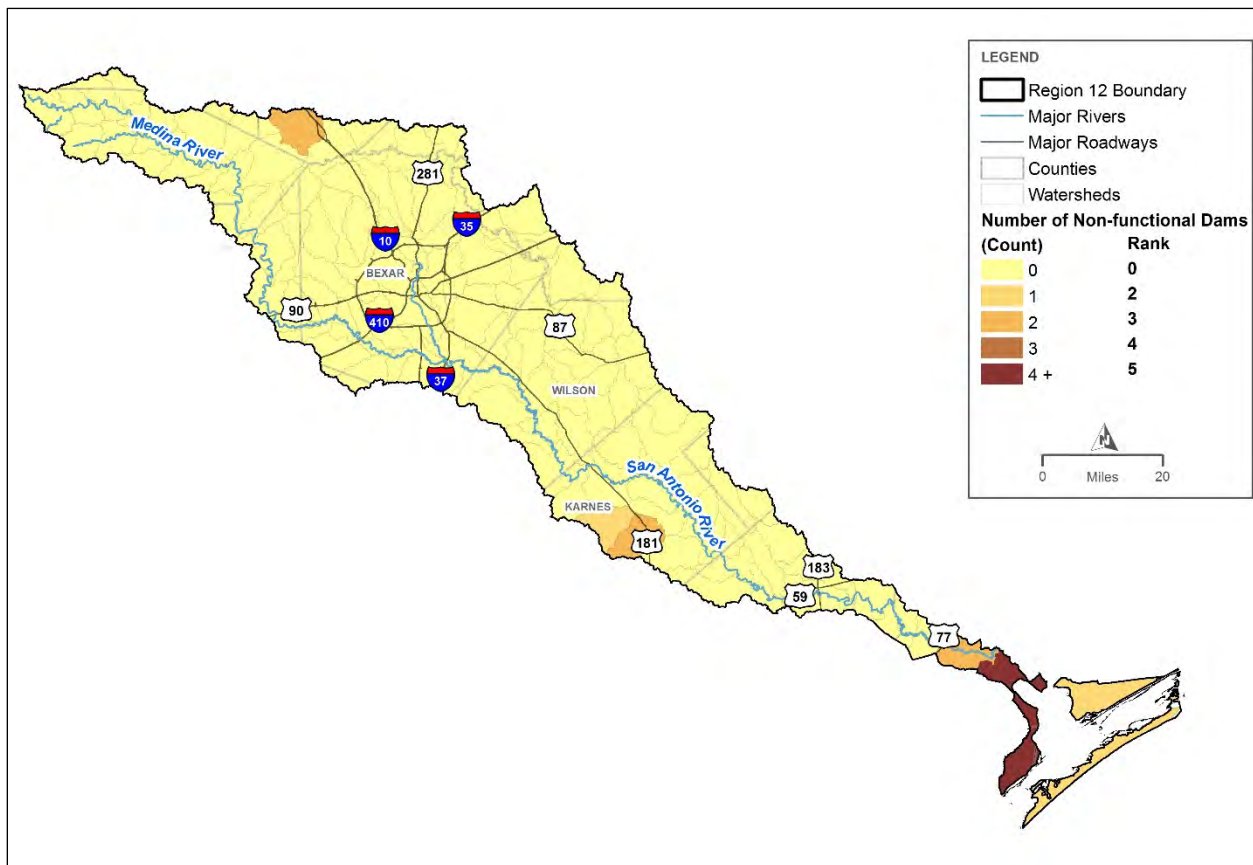 LEGEND
Region 12 Boundary
Major Rivers
Major Roadways
Counties
Watersheds
Number of Non-functional Dams
(Count) Rank
0 0
1 2
2 3
3 4
4 + 5
N
0 20
Miles
Medina River
281
35
10
BEXAR
90
410
87
37
WILSON
San Antonio River
KARNES
181
183
59
77